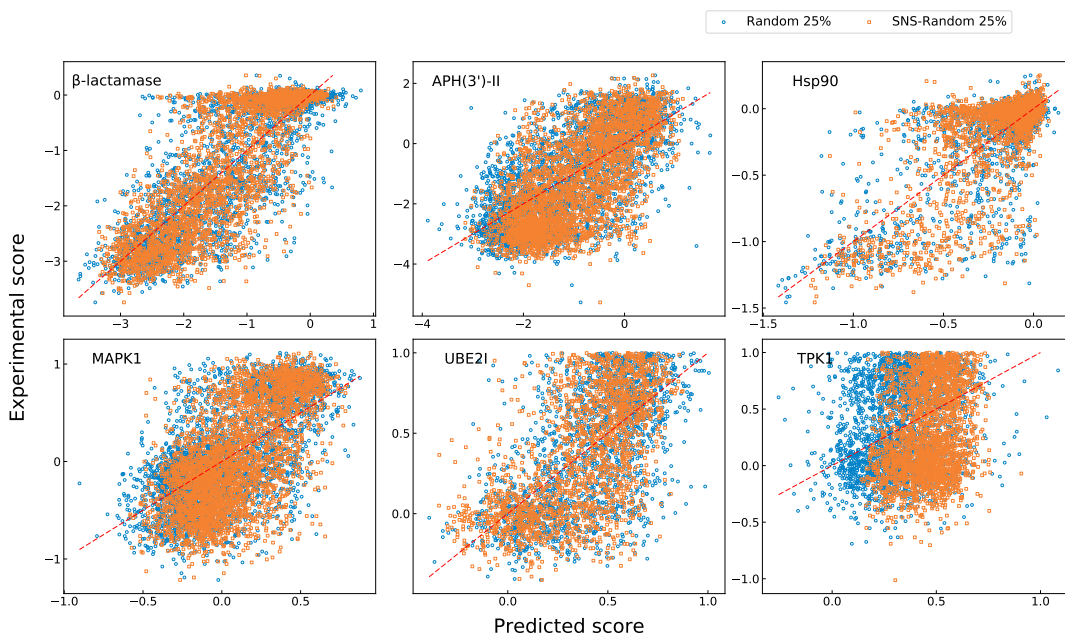 Random 25% SNS-Random 25%
β-lactamase
0
−1
−2
−3
−3 −2 −1 0 1
APH(3')-II
2
0
−2
−4
−4 −2 0
Hsp90
0.0
−0.5
−1.0
−1.5
−1.5 −1.0 −0.5 0.0
Experimental score
MAPK1
1
0
−1
−1.0 −0.5 0.0 0.5
UBE2I
1.0
0.5
0.0
0.0 0.5 1.0
TPK1
1.0
0.5
0.0
−0.5
−1.0
0.0 0.5 1.0
Predicted score